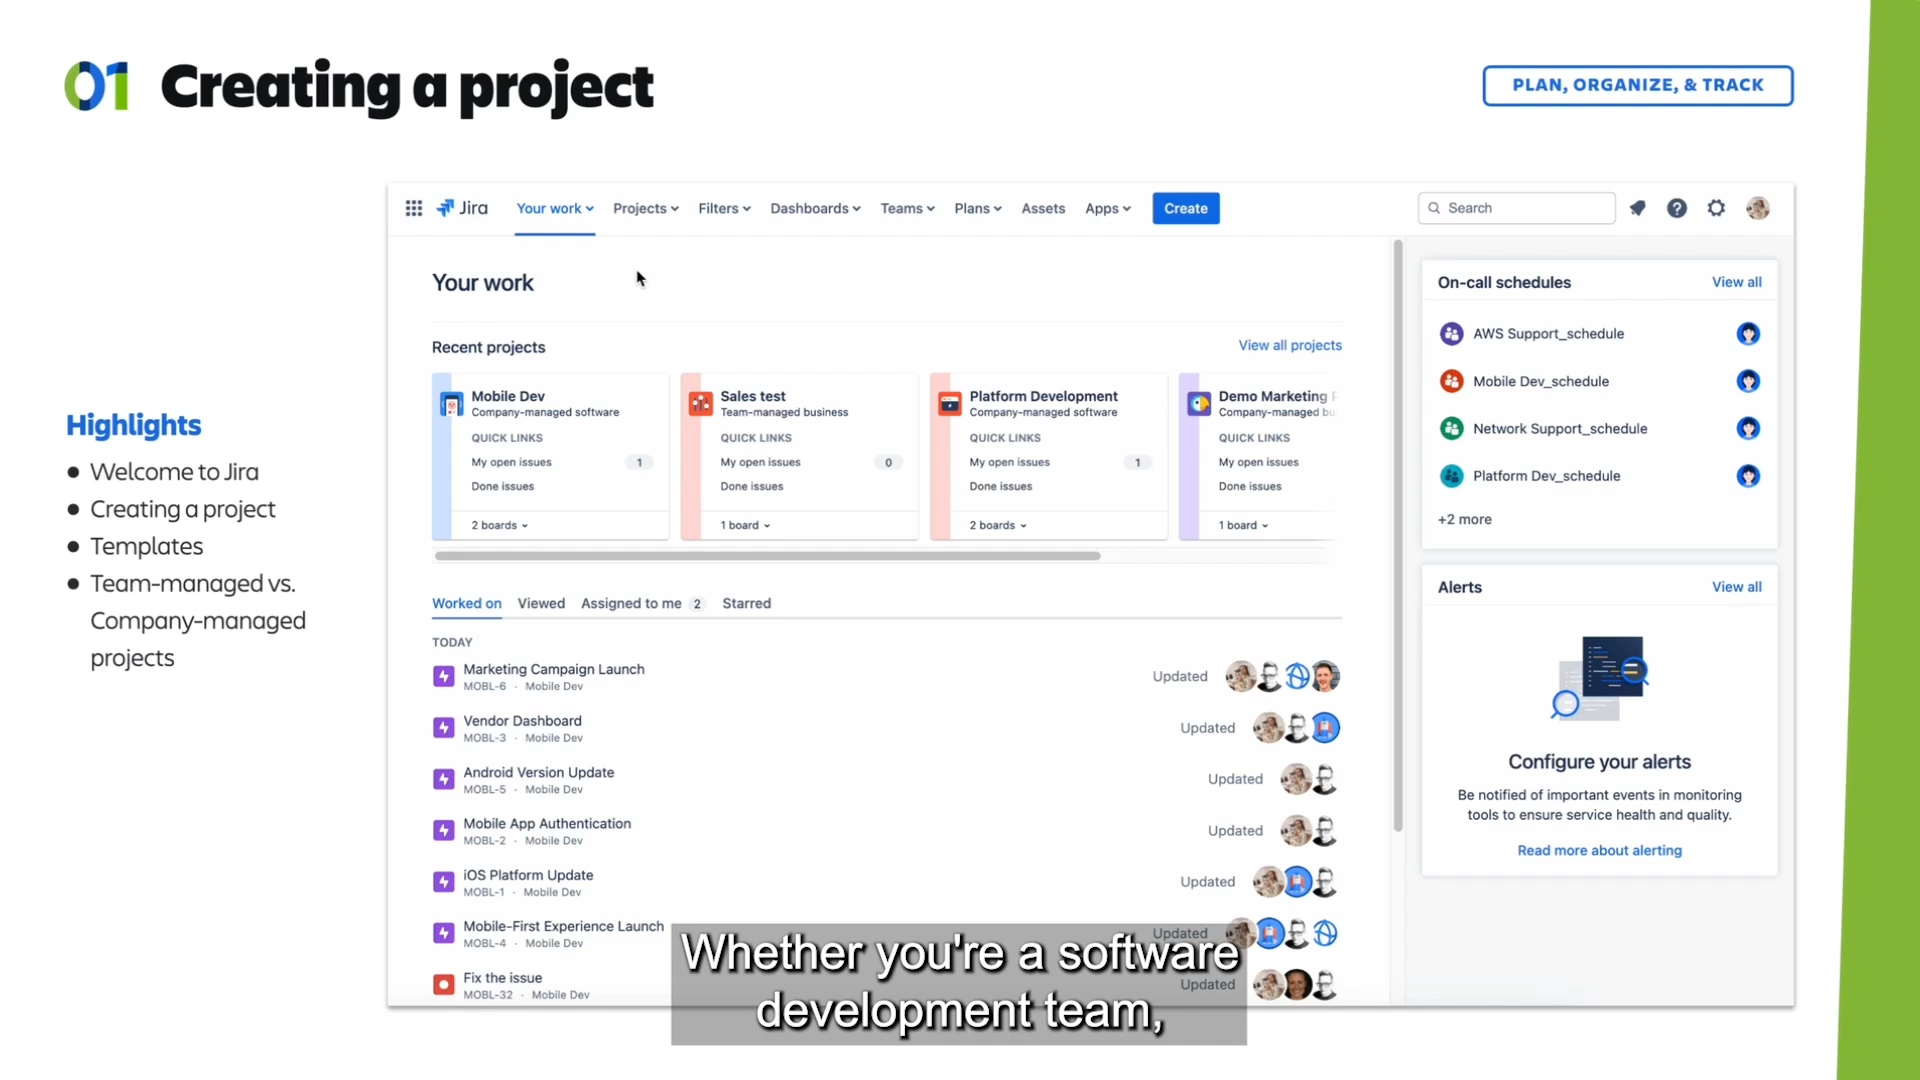 01 Creating a project
PLAN, ORGANIZE, & TRACK
Highlights
Welcome to Jira
Creating a project
Templates
Team-managed vs.
Company-managed
projects
Jira Your work Projects Filters Dashboards Teams Plans Assets Apps Create Search
Your work
Recent projects View all projects
Mobile Dev
Company-managed software
QUICK LINKS
My open issues 1
Done issues
2 boards
Sales test
Team-managed business
QUICK LINKS
My open issues 0
Done issues
1 board
Platform Development
Company-managed software
QUICK LINKS
My open issues 1
Done issues
2 boards
Demo Marketing
Company-managed
QUICK LINKS
My open issues
Done issues
1 board
Worked on Viewed Assigned to me 2 Starred
TODAY
Marketing Campaign Launch
MOBL-6 · Mobile Dev
Updated
Vendor Dashboard
MOBL-3 · Mobile Dev
Updated
Android Version Update
MOBL-5 · Mobile Dev
Updated
Mobile App Authentication
MOBL-2 · Mobile Dev
Updated
iOS Platform Update
MOBL-1 · Mobile Dev
Updated
Mobile-First Experience Launch
MOBL-4 · Mobile Dev
Updated
Fix the issue
MOBL-32 · Mobile Dev
Updated
On-call schedules View all
AWS Support_schedule
Mobile Dev_schedule
Network Support_schedule
Platform Dev_schedule
+2 more
Alerts View all
Configure your alerts
Be notified of important events in monitoring
tools to ensure service health and quality.
Read more about alerting
Whether you're a software
development team,